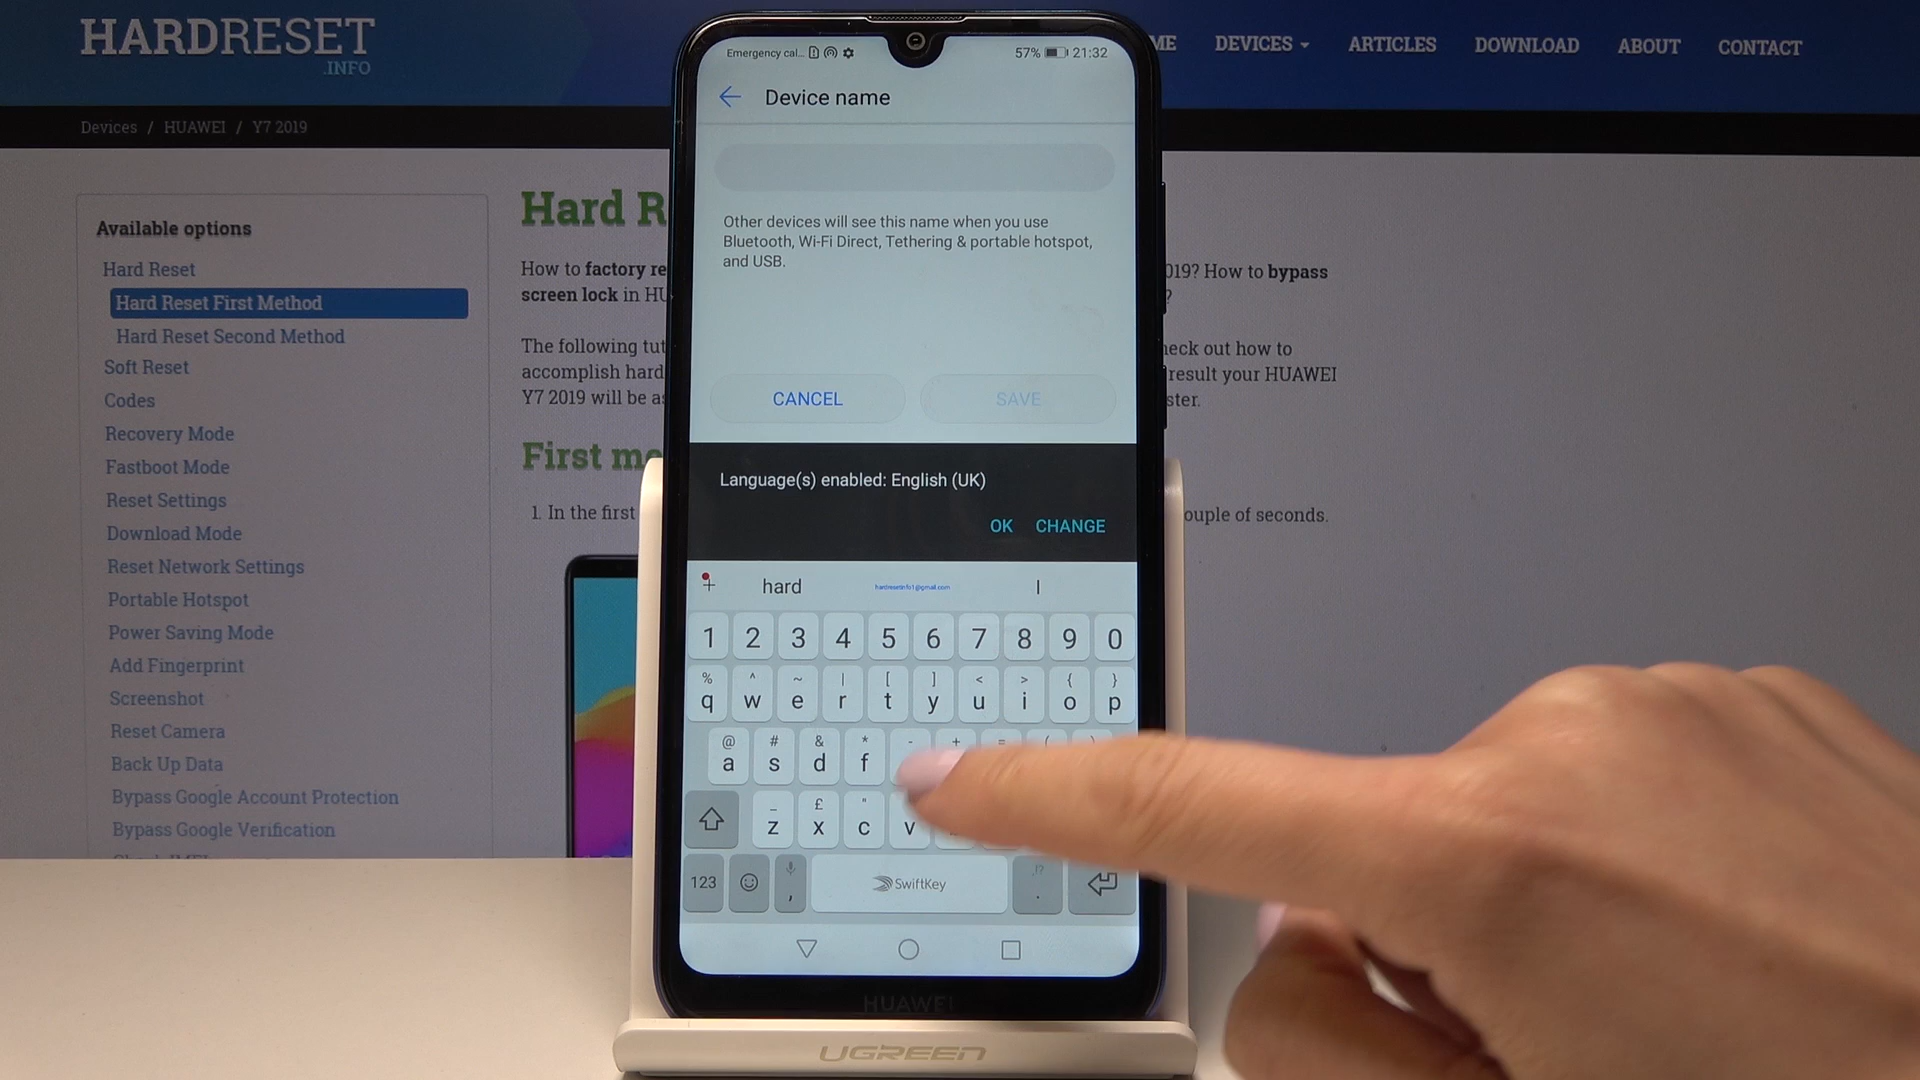 HARDRESET
.INFO
DEVICES
ARTICLES
DOWNLOAD
ABOUT
CONTACT
Devices / HUAWEI / Y7 2019
Available options
Hard Reset
Hard Reset First Method
Hard Reset Second Method
Soft Reset
Codes
Recovery Mode
Fastboot Mode
Reset Settings
Download Mode
Reset Network Settings
Portable Hotspot
Power Saving Mode
Add Fingerprint
Screenshot
Reset Camera
Back Up Data
Bypass Google Account Protection
Bypass Google Verification
Hard R
How to factory re
019? How to bypass
screen lock in HU
?
The following tut
heck out how to
accomplish hard
result your HUAWEI
Y7 2019 will be as
ster.
First me
1. In the first
ouple of seconds.
Emergency cal...
57% 21:32
Device name
Other devices will see this name when you use
Bluetooth, Wi-Fi Direct, Tethering & portable hotspot,
and USB.
CANCEL
SAVE
Language(s) enabled: English (UK)
OK
CHANGE
hard
hardresetinfo1@gmail.com
I
1 2 3 4 5 6 7 8 9 0
% ^ ~ | [ ] < > { }
q w e r t y u i o p
@ # & * - + = ( )
a s d f
_ £ "
z x c v
123 , SwiftKey !? .
HUAWEI
UGREEN